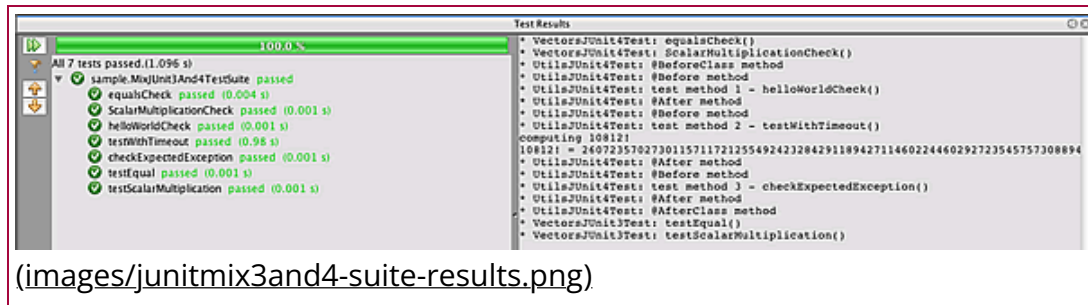 Test Results
100.0 %
All 7 tests passed.(1.096 s)
sample.MixJUnit3And4TestSuite passed
equalsCheck passed (0.004 s)
ScalarMultiplicationCheck passed (0.001 s)
helloWorldCheck passed (0.001 s)
testWithTimeout passed (0.98 s)
checkExpectedException passed (0.001 s)
testEqual passed (0.001 s)
testScalarMultiplication passed (0.001 s)
* VectorsJUnit4Test: equalsCheck()
* VectorsJUnit4Test: ScalarMultiplicationCheck()
* UtilsJUnit4Test: @BeforeClass method
* UtilsJUnit4Test: @Before method
* UtilsJUnit4Test: test method 1 - helloWorldCheck()
* UtilsJUnit4Test: @After method
* UtilsJUnit4Test: @Before method
* UtilsJUnit4Test: test method 2 - testWithTimeout()
computing 10812!
10812! =
* UtilsJUnit4Test: @After method
* UtilsJUnit4Test: @Before method
* UtilsJUnit4Test: test method 3 - checkExpectedException()
* UtilsJUnit4Test: @After method
* UtilsJUnit4Test: @AfterClass method
* VectorsJUnit3Test: testEqual()
* VectorsJUnit3Test: testScalarMultiplication()
(images/junitmix3and4-suite-results.png)